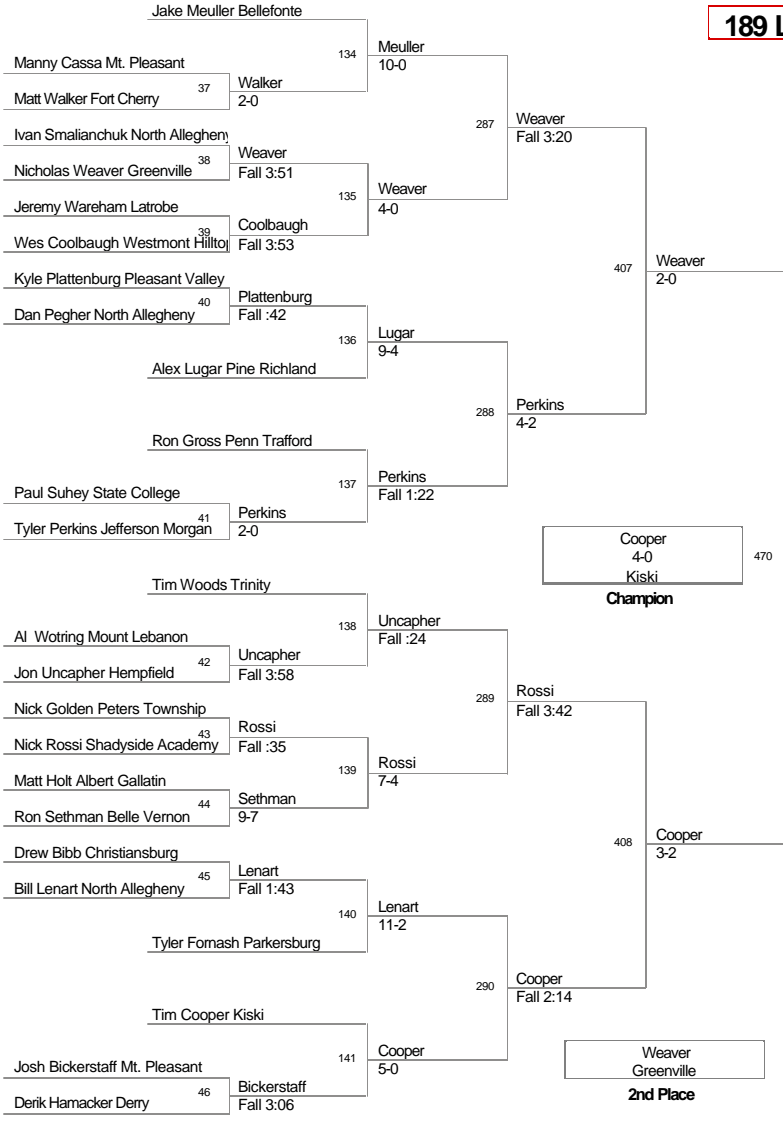 Jake Meuller Bellefonte
189 L
134
Meuller
10-0
Manny Cassa Mt. Pleasant
37
Walker
2-0
Matt Walker Fort Cherry
287
Weaver
Fall 3:20
Ivan Smalianchuk North Allegheny
38
Weaver
Fall 3:51
Nicholas Weaver Greenville
135
Weaver
4-0
Jeremy Wareham Latrobe
39
Coolbaugh
Fall 3:53
Wes Coolbaugh Westmont Hilltop
407
Weaver
2-0
Kyle Plattenburg Pleasant Valley
40
Plattenburg
Fall :42
Dan Pegher North Allegheny
136
Lugar
9-4
Alex Lugar Pine Richland
288
Perkins
4-2
Ron Gross Penn Trafford
137
Perkins
Fall 1:22
Paul Suhey State College
41
Perkins
2-0
Tyler Perkins Jefferson Morgan
Cooper
4-0
Kiski
470
Champion
Tim Woods Trinity
138
Uncapher
Fall :24
Al Wotring Mount Lebanon
42
Uncapher
Fall 3:58
Jon Uncapher Hempfield
289
Rossi
Fall 3:42
Nick Golden Peters Township
43
Rossi
Fall :35
Nick Rossi Shadyside Academy
139
Rossi
7-4
Matt Holt Albert Gallatin
44
Sethman
9-7
Ron Sethman Belle Vernon
408
Cooper
3-2
Drew Bibb Christiansburg
45
Lenart
Fall 1:43
Bill Lenart North Allegheny
140
Lenart
11-2
Tyler Fornash Parkersburg
290
Cooper
Fall 2:14
Tim Cooper Kiski
141
Cooper
5-0
Josh Bickerstaff Mt. Pleasant
46
Bickerstaff
Fall 3:06
Derik Hamacker Derry
Weaver
Greenville
2nd Place